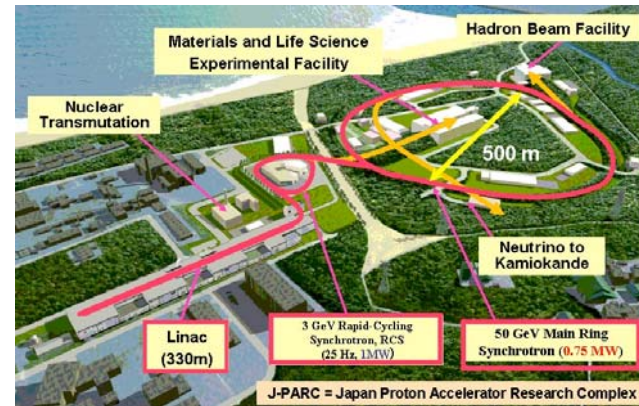 Hadron Beam Facility
Materials and Life Science
Experimental Facility
Nuclear
Transmutation
500 m
Neutrino to
Kamiokande
Linac
(330m)
3 GeV Rapid-Cycling
Synchrotron, RCS
(25 Hz, 1MW)
50 GeV Main Ring
Synchrotron (0.75 MW)
J-PARC = Japan Proton Accelerator Research Complex